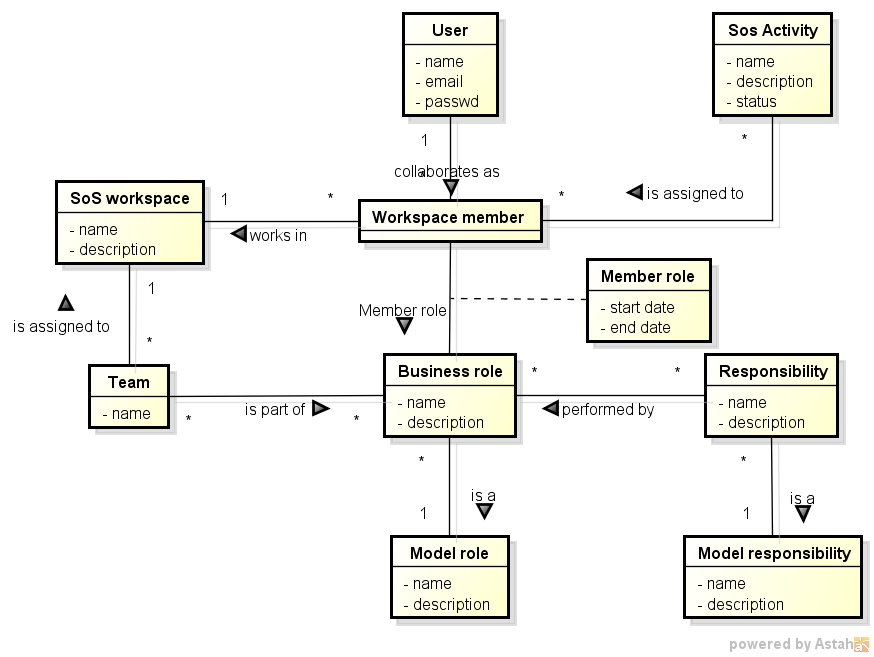 User
- name
- email
- passwd
Sos Activity
- name
- description
- status
1
*
collaborates as
*
SoS workspace
- name
- description
1
*
works in
Workspace member
*
is assigned to
Member role
- start date
- end date
Member role
is assigned to
1
*
Team
- name
*
is part of
*
Business role
- name
- description
*
*
performed by
Responsibility
- name
- description
*
1
is a
*
1
is a
Model role
- name
- description
Model responsibility
- name
- description
powered by Astah